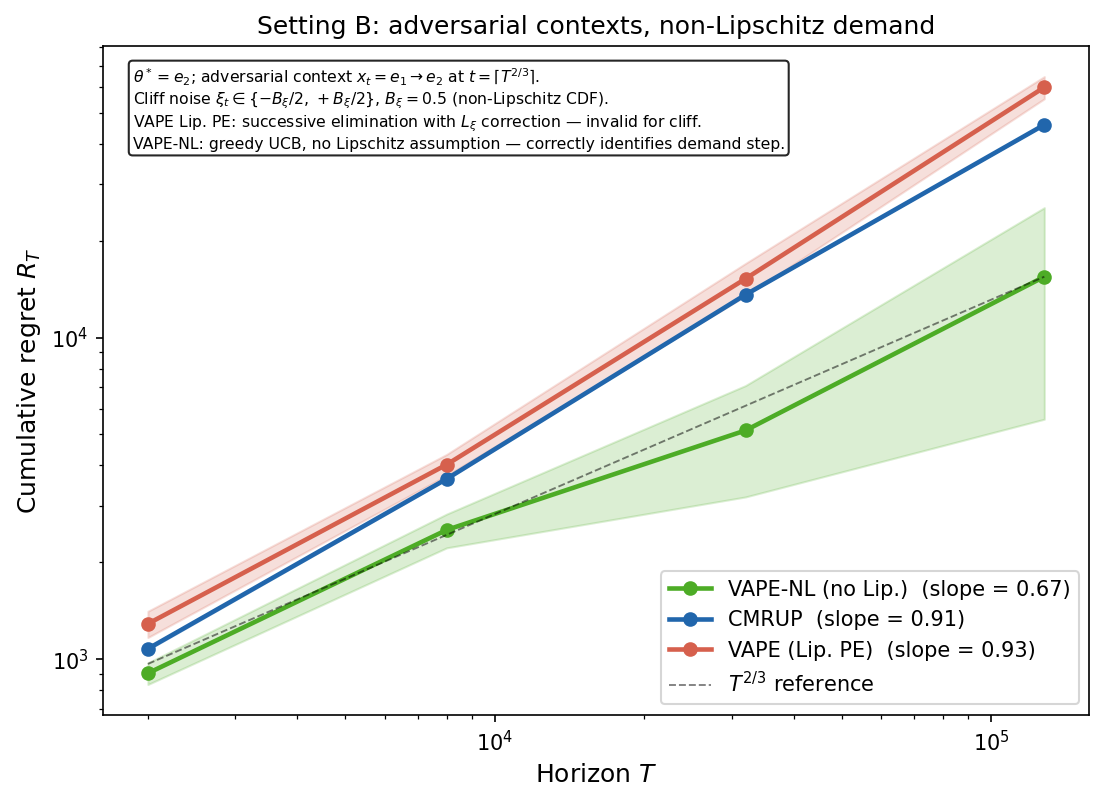 Setting B: adversarial contexts, non-Lipschitz demand
θ* = e₂; adversarial context xₜ = e₁ → e₂ at t = ⌈T^{2/3}⌉.
Cliff noise ξₜ ∈ {−B_ξ/2, +B_ξ/2}, B_ξ = 0.5 (non-Lipschitz CDF).
VAPE Lip. PE: successive elimination with L_ξ correction — invalid for cliff.
VAPE-NL: greedy UCB, no Lipschitz assumption — correctly identifies demand step.
Cumulative regret R_T
10⁴
10³
VAPE-NL (no Lip.) (slope = 0.67)
CMRUP (slope = 0.91)
VAPE (Lip. PE) (slope = 0.93)
T^{2/3} reference
10⁴
10⁵
Horizon T